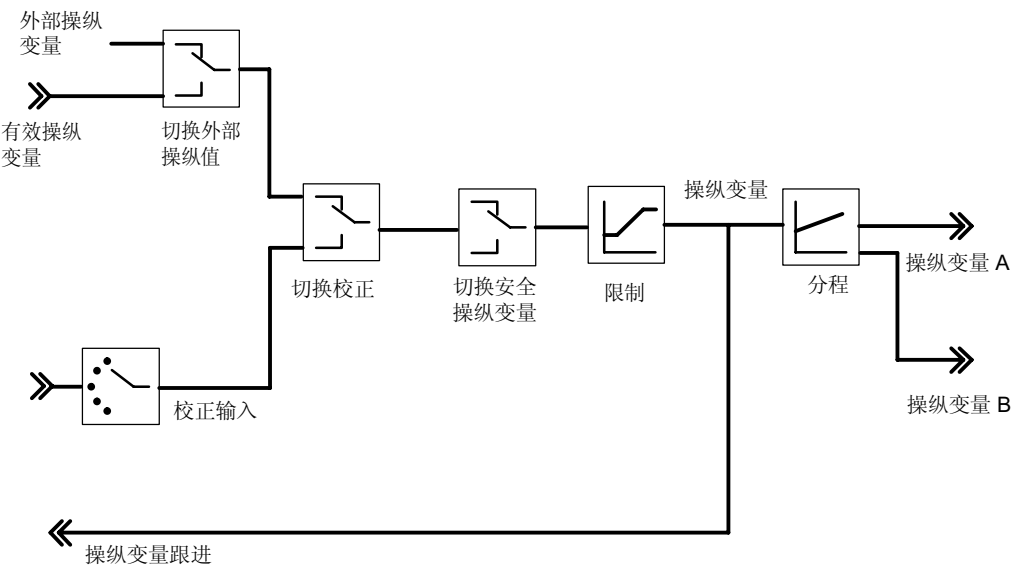 外部操纵
变量
有效操纵
变量
切换外部
操纵值
切换校正
切换安全
操纵变量
限制
操纵变量
分程
操纵变量 A
操纵变量 B
校正输入
操纵变量跟进